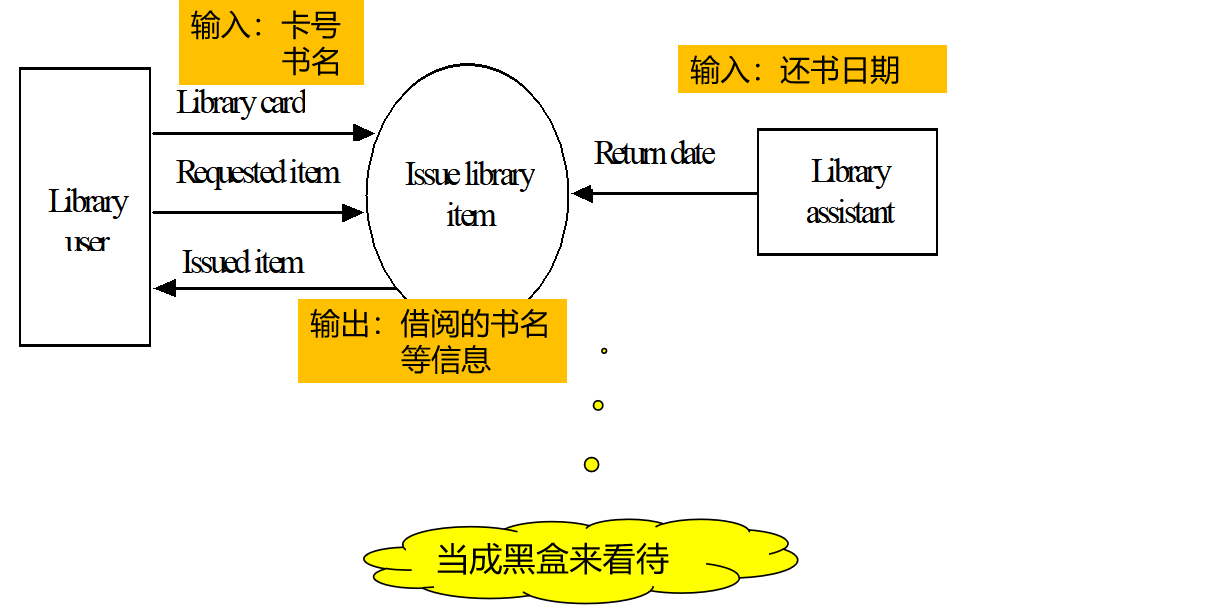 输入：卡号
书名
输入：还书日期
Library card
Return date
Requested item
Issue library
item
Library
assistant
Library
user
Issued item
输出：借阅的书名
等信息
当成黑盒来看待